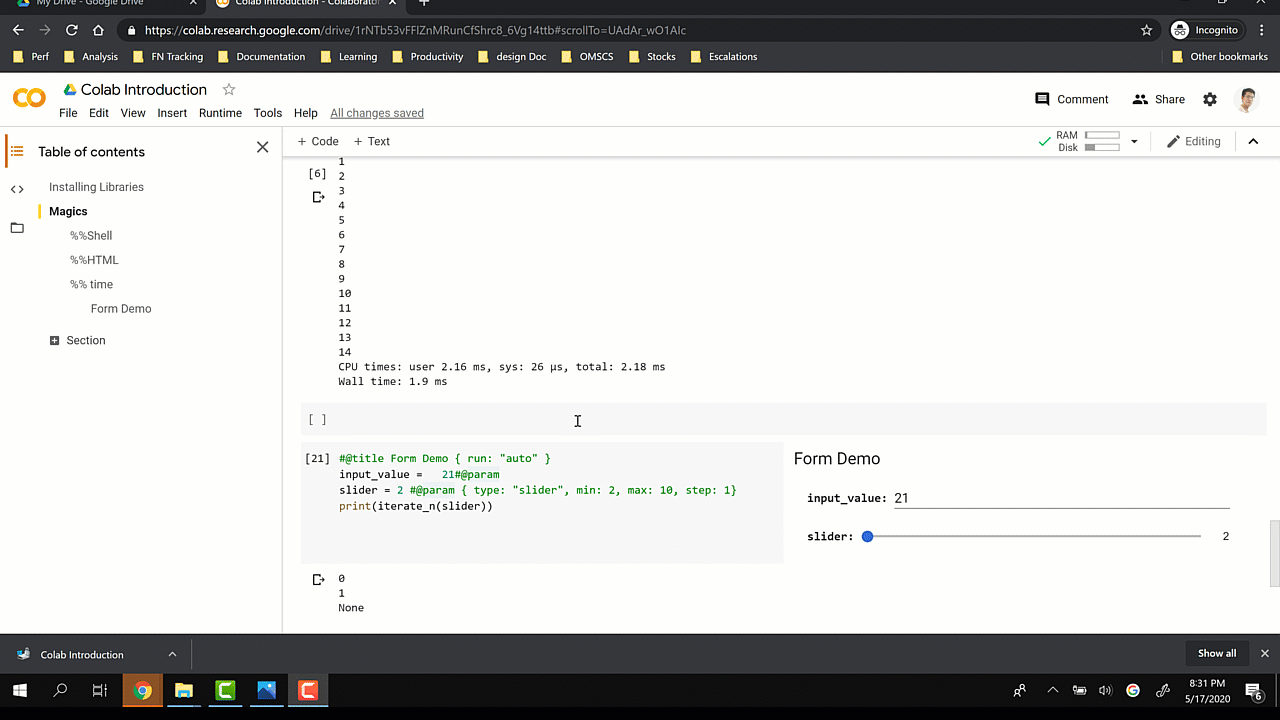 My Drive - Google Drive
Colab Introduction - Colaborator
https://colab.research.google.com/drive/1rNTb53vFFIZnMRunCfShrc8_6Vg14ttb#scrollTo=UAdAr_wO1AIc
Incognito
Perf
Analysis
FN Tracking
Documentation
Learning
Productivity
design Doc
OMSCS
Stocks
Escalations
Other bookmarks
CO
Colab Introduction
File Edit View Insert Runtime Tools Help All changes saved
Comment
Share
+ Code + Text
RAM
Disk
Editing
Table of contents
Installing Libraries
Magics
%%Shell
%%HTML
%% time
Form Demo
Section
[6]
1
2
3
4
5
6
7
8
9
10
11
12
13
14
CPU times: user 2.16 ms, sys: 26 µs, total: 2.18 ms
Wall time: 1.9 ms
[ ]
[21]
#@title Form Demo { run: "auto" }
input_value =   21#@param
slider = 2 #@param { type: "slider", min: 2, max: 10, step: 1}
print(iterate_n(slider))
Form Demo
input_value: 21
slider: 2
0
1
None
Colab Introduction
Show all
8:31 PM
5/17/2020
6